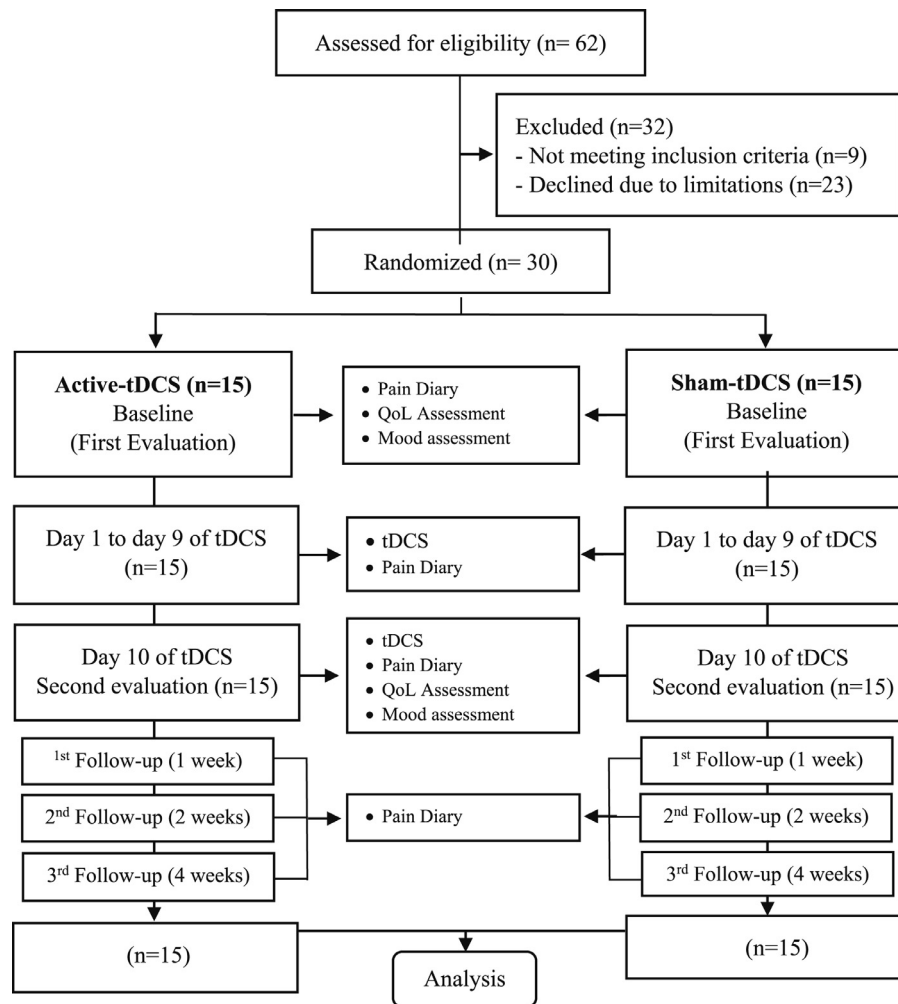 Assessed for eligibility (n= 62)
Excluded (n=32)
- Not meeting inclusion criteria (n=9)
- Declined due to limitations (n=23)
Randomized (n= 30)
Active-tDCS (n=15)
Baseline
(First Evaluation)
• Pain Diary
• QoL Assessment
• Mood assessment
Sham-tDCS (n=15)
Baseline
(First Evaluation)
Day 1 to day 9 of tDCS
(n=15)
• tDCS
• Pain Diary
Day 1 to day 9 of tDCS
(n=15)
Day 10 of tDCS
Second evaluation (n=15)
• tDCS
• Pain Diary
• QoL Assessment
• Mood assessment
Day 10 of tDCS
Second evaluation (n=15)
1st Follow-up (1 week)
2nd Follow-up (2 weeks)
3rd Follow-up (4 weeks)
• Pain Diary
1st Follow-up (1 week)
2nd Follow-up (2 weeks)
3rd Follow-up (4 weeks)
(n=15)
Analysis
(n=15)